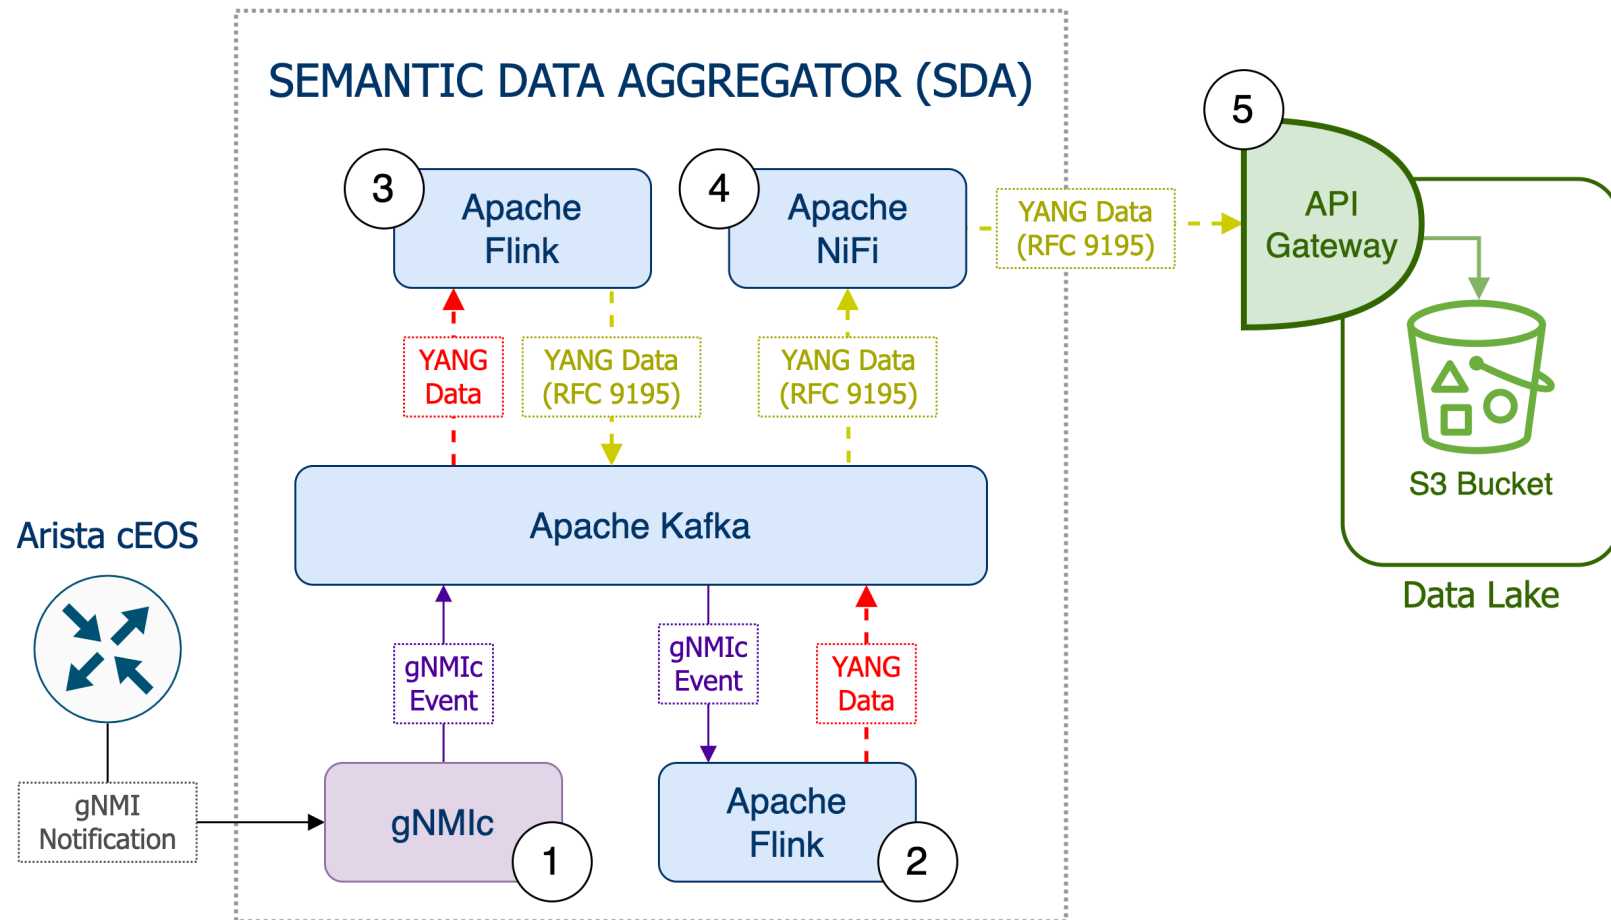 SEMANTIC DATA AGGREGATOR (SDA)
5
3
Apache
Flink
4
Apache
NiFi
YANG Data
(RFC 9195)
API
Gateway
YANG
Data
YANG Data
(RFC 9195)
YANG Data
(RFC 9195)
S3 Bucket
Apache Kafka
Arista cEOS
Data Lake
gNMIc
Event
gNMIc
Event
YANG
Data
gNMI
Notification
gNMIc
1
Apache
Flink
2